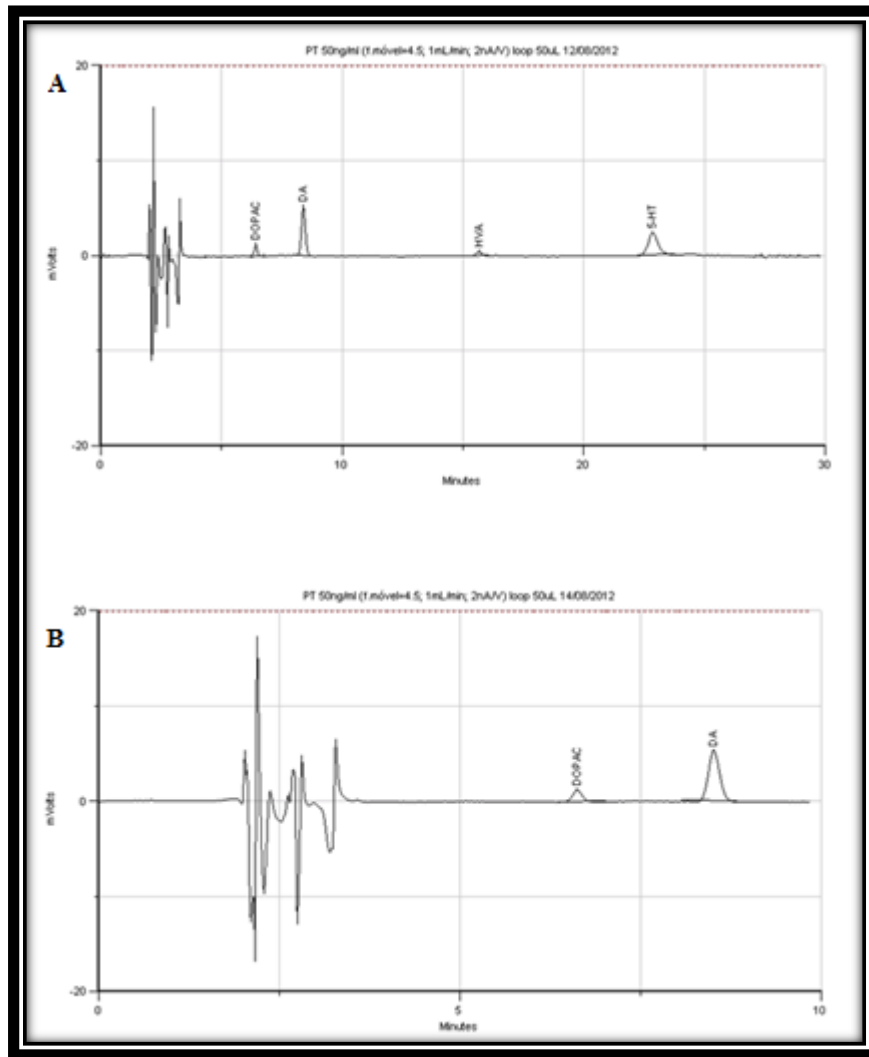 PT 50ng/ml (f.móvel=4.5; 1mL/min; 2nA/V) loop 50uL 12/08/2012
A
20
DOPAC
DA
HVA
5-HT
0
mVolts
-20
0 10 20 30
Minutes
PT 50ng/ml (f.móvel=4.5; 1mL/min; 2nA/V) loop 50uL 14/08/2012
B
20
DOPAC
DA
0
mVolts
-20
0 5 10
Minutes